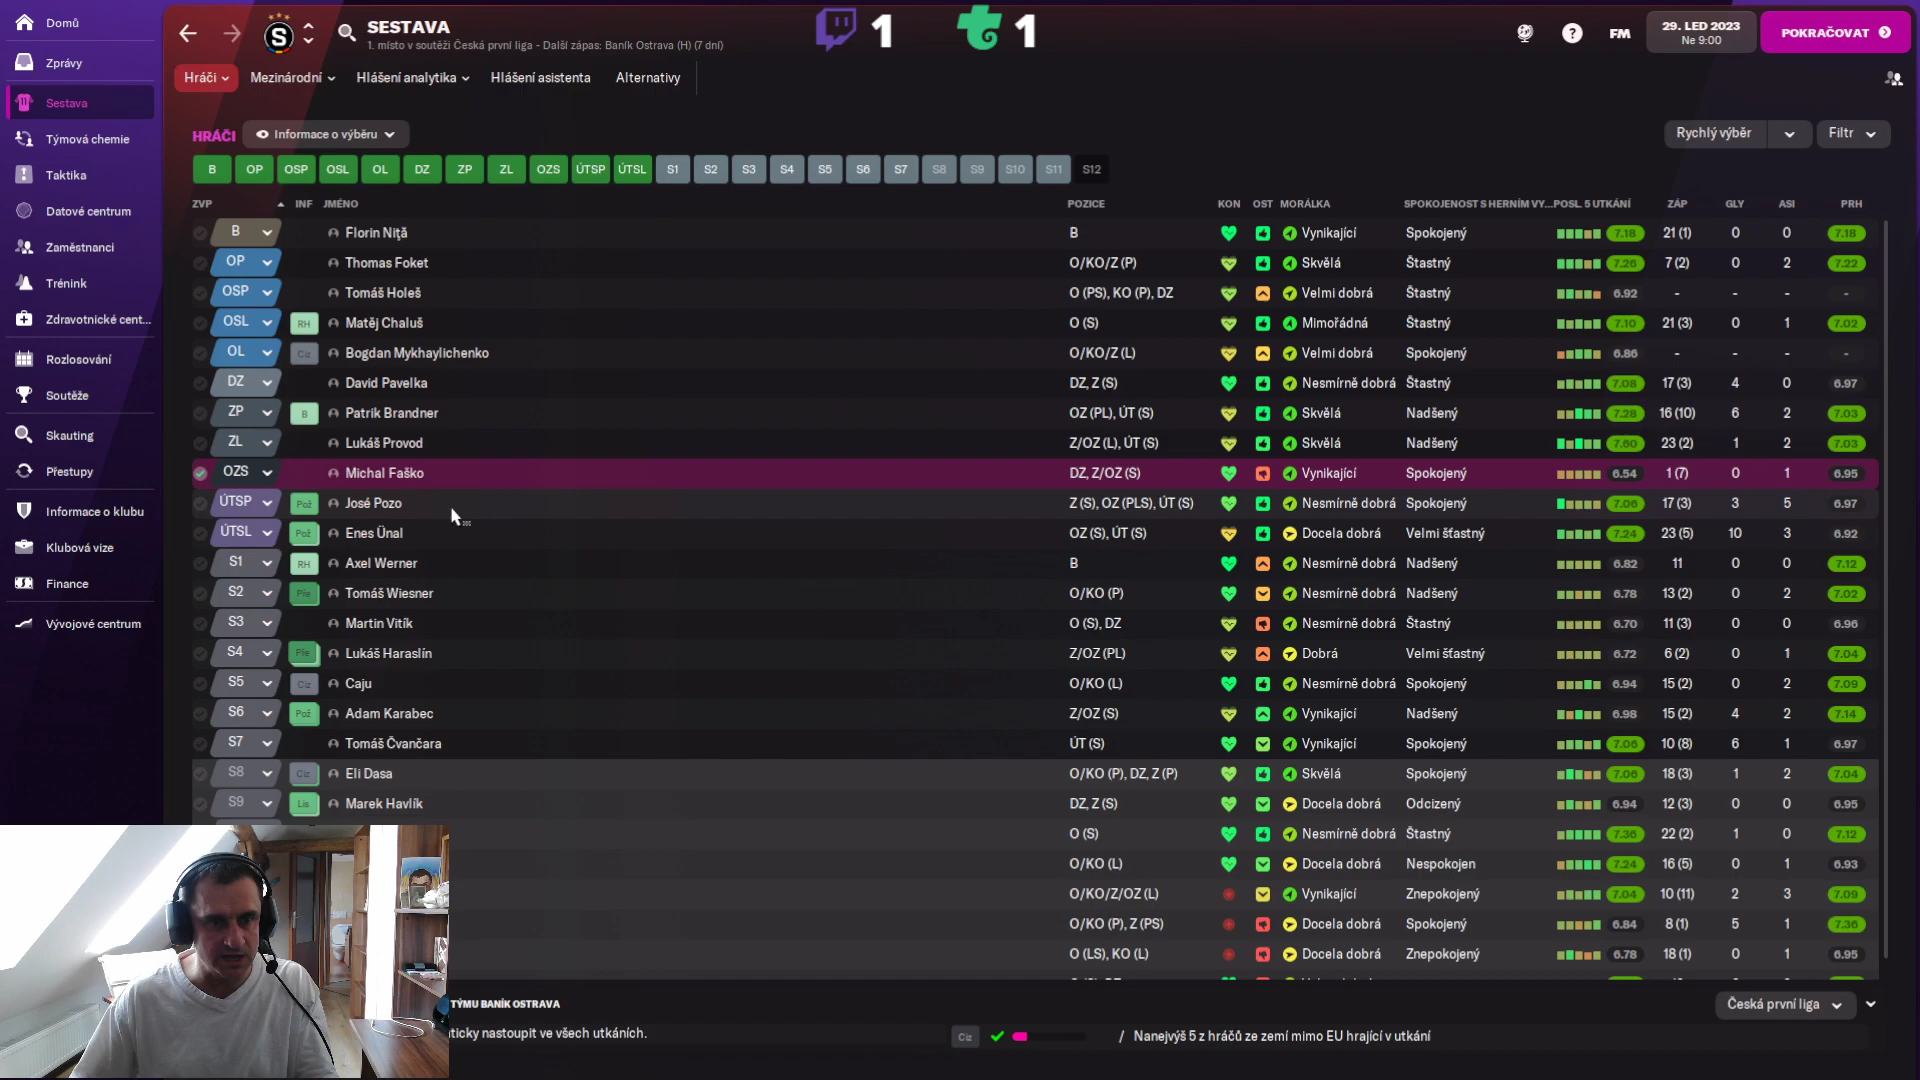 Domů
Zprávy
Sestava
Týmová chemie
Taktika
Datové centrum
Zaměstnanci
Trénink
Zdravotnické cent...
Rozlosování
Soutěže
Skauting
Přestupy
Informace o klubu
Klubová vize
Finance
Vývojové centrum
S
SESTAVA
1. místo v soutěži Česká první liga - Další zápas: Baník Ostrava (H) (7 dní)
1
1
FM
29. LED 2023
Ne 9:00
POKRAČOVAT
Hráči
Mezinárodní
Hlášení analytika
Hlášení asistenta
Alternativy
HRÁČI
Informace o výběru
Rychlý výběr
Filtr
B OP OSP OSL OL DZ ZP ZL OZS ÚTSP ÚTSL S1 S2 S3 S4 S5 S6 S7 S8 S9 S10 S11 S12
ZVP INF JMÉNO POZICE KON OST MORÁLKA SPOKOJENOST S HERNÍM VY... POSL. 5 UTKÁNÍ ZÁP GLY ASI PRH
B Florin Niţă B Vynikající Spokojený 7.18 21 (1) 0 0 7.18
OP Thomas Foket O/KO/Z (P) Skvělá Štastný 7.26 7 (2) 0 2 7.22
OSP Tomáš Holeš O (PS), KO (P), DZ Velmi dobrá Štastný 6.92 - - - -
OSL RH Matěj Chaluš O (S) Mimořádná Štastný 7.10 21 (3) 0 1 7.02
OL Ciz Bogdan Mykhaylichenko O/KO/Z (L) Velmi dobrá Spokojený 6.86 - - - -
DZ David Pavelka DZ, Z (S) Nesmírně dobrá Štastný 7.08 17 (3) 4 0 6.97
ZP B Patrik Brandner OZ (PL), ÚT (S) Skvělá Nadšený 7.28 16 (10) 6 2 7.03
ZL Lukáš Provod Z/OZ (L), ÚT (S) Skvělá Nadšený 7.60 23 (2) 1 2 7.03
OZS Michal Faško DZ, Z/OZ (S) Vynikající Spokojený 6.54 1 (7) 0 1 6.95
ÚTSP Pož José Pozo Z (S), OZ (PLS), ÚT (S) Nesmírně dobrá Spokojený 7.06 17 (3) 3 5 6.97
ÚTSL Pož Enes Ünal OZ (S), ÚT (S) Docela dobrá Velmi šťastný 7.24 23 (5) 10 3 6.92
S1 RH Axel Werner B Nesmírně dobrá Nadšený 6.82 11 0 0 7.12
S2 Pře Tomáš Wiesner O/KO (P) Nesmírně dobrá Nadšený 6.78 13 (2) 0 2 7.02
S3 Martin Vitík O (S), DZ Nesmírně dobrá Štastný 6.70 11 (3) 0 0 6.96
S4 Pře Lukáš Haraslín Z/OZ (PL) Dobrá Velmi šťastný 6.72 6 (2) 0 1 7.04
S5 Ciz Caju O/KO (L) Nesmírně dobrá Spokojený 6.94 15 (2) 0 2 7.09
S6 Pož Adam Karabec Z/OZ (S) Vynikající Nadšený 6.98 15 (2) 4 2 7.14
S7 Tomáš Čvančara ÚT (S) Vynikající Spokojený 7.06 10 (8) 6 1 6.97
S8 Ciz Eli Dasa O/KO (P), DZ, Z (P) Skvělá Spokojený 7.06 18 (3) 1 2 7.04
S9 Lis Marek Havlík DZ, Z (S) Docela dobrá Odcizený 6.94 12 (3) 0 0 6.95
O (S) Nesmírně dobrá Štastný 7.36 22 (2) 1 0 7.12
O/KO (L) Docela dobrá Nespokojen 7.24 16 (5) 0 1 6.93
O/KO/Z/OZ (L) Vynikající Znepokojený 7.04 10 (11) 2 3 7.09
O/KO (P), Z (PS) Docela dobrá Spokojený 6.84 8 (1) 5 1 7.36
O (LS), KO (L) Docela dobrá Znepokojený 6.78 18 (1) 0 1 6.95
TÝMU BANÍK OSTRAVA
Česká první liga
ticky nastoupit ve všech utkáních.
Ciz / Nanejvýš 5 z hráčů ze zemí mimo EU hrající v utkání